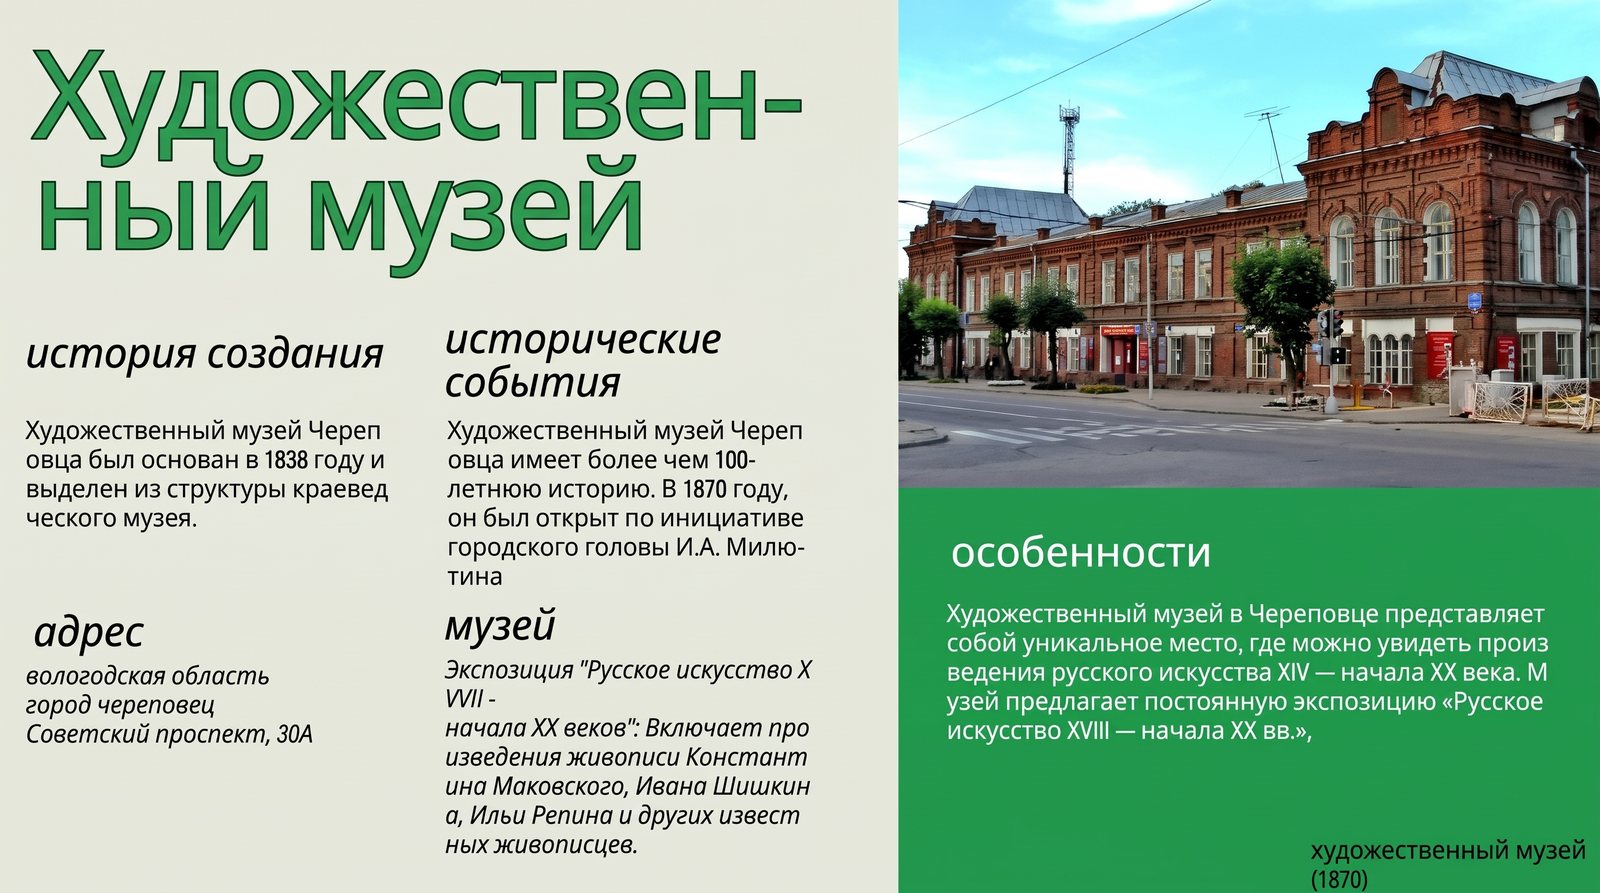 Художествен-
ный музей
история создания
Художественный музей Череп
овца был основан в 1838 году и
выделен из структуры краевед
ческого музея.
исторические
события
Художественный музей Череп
овца имеет более чем 100-
летнюю историю. В 1870 году,
он был открыт по инициативе
городского головы И.А. Милю-
тина
адрес
вологодская область
город череповец
Советский проспект, 30А
музей
Экспозиция "Русское искусство X
VVII -
начала XX веков": Включает про
изведения живописи Констант
ина Маковского, Ивана Шишкин
а, Ильи Репина и других извест
ных живописцев.
особенности
Художественный музей в Череповце представляет
собой уникальное место, где можно увидеть произ
ведения русского искусства XIV — начала XX века. М
узей предлагает постоянную экспозицию «Русское
искусство XVIII — начала XX вв.»,
художественный музей
(1870)